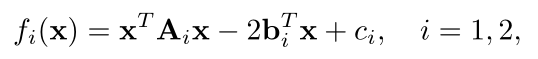 f_i(𝐱) = 𝐱^T 𝐀_i 𝐱 − 2𝐛_i^T 𝐱 + c_i, i = 1, 2,